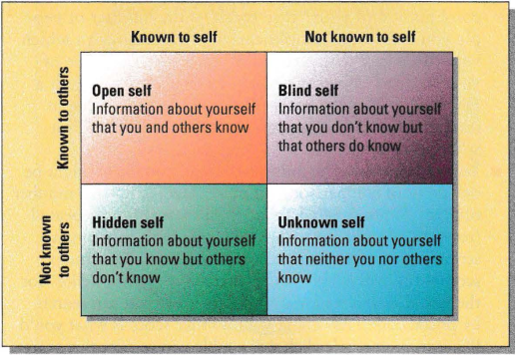 Known to self
Not known to self
Known to others
Open self
Information about yourself
that you and others know
Blind self
Information about yourself
that you don't know but
that others do know
Not known
to others
Hidden self
Information about yourself
that you know but others
don't know
Unknown self
Information about yourself
that neither you nor others
know